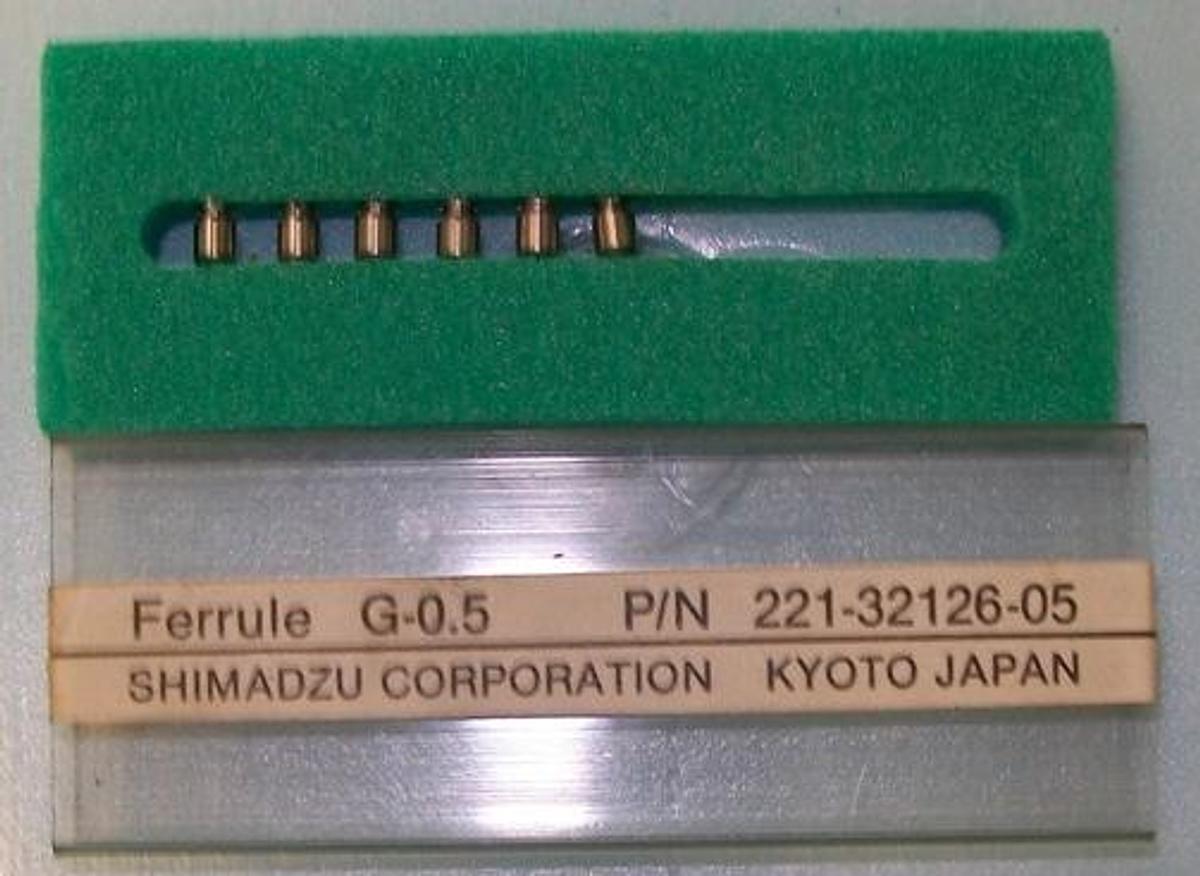 Ferrule G-0.5 P/N 221-32126-05
SHIMADZU CORPORATION KYOTO JAPAN